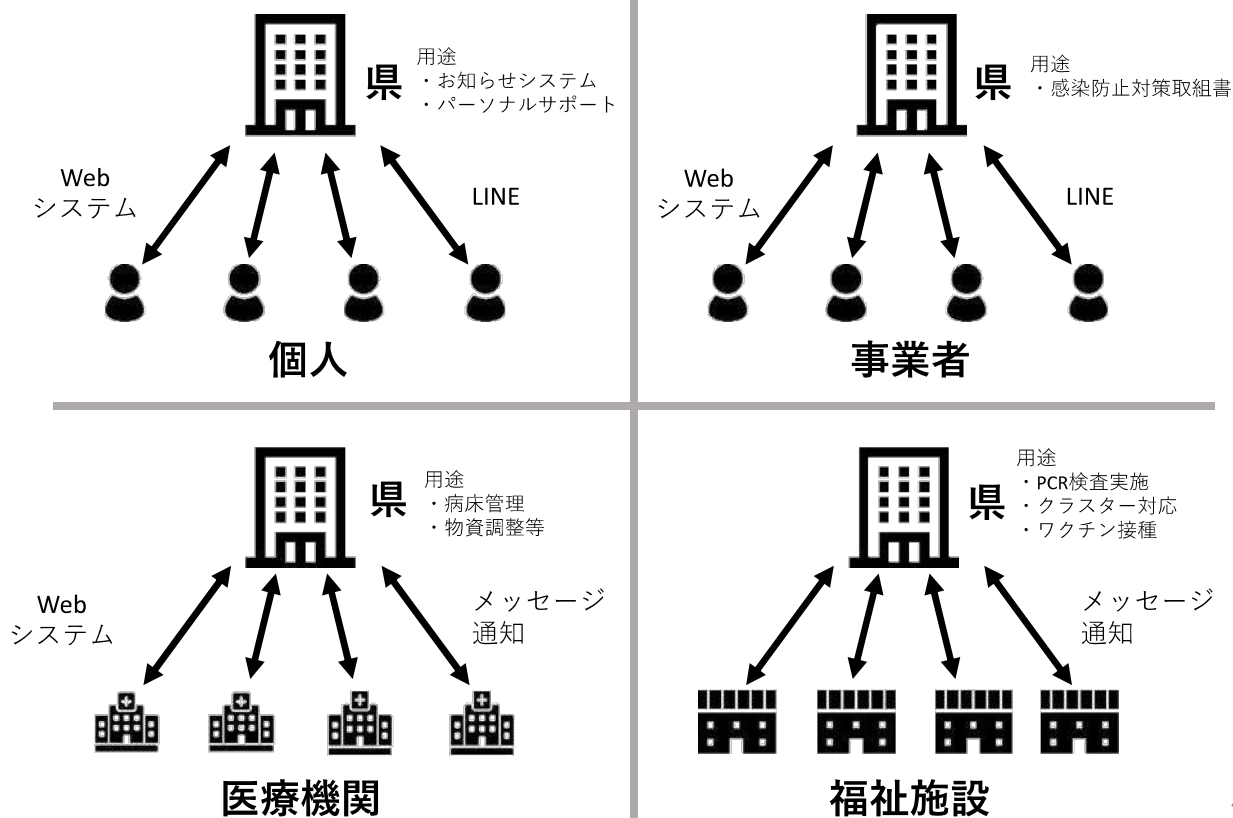 県
用途
・お知らせシステム
・パーソナルサポート
Web
システム
LINE
個人
県
用途
・感染防止対策取組書
Web
システム
LINE
事業者
県
用途
・病床管理
・物資調整等
Web
システム
メッセージ
通知
医療機関
県
用途
・PCR検査実施
・クラスター対応
・ワクチン接種
メッセージ
通知
福祉施設